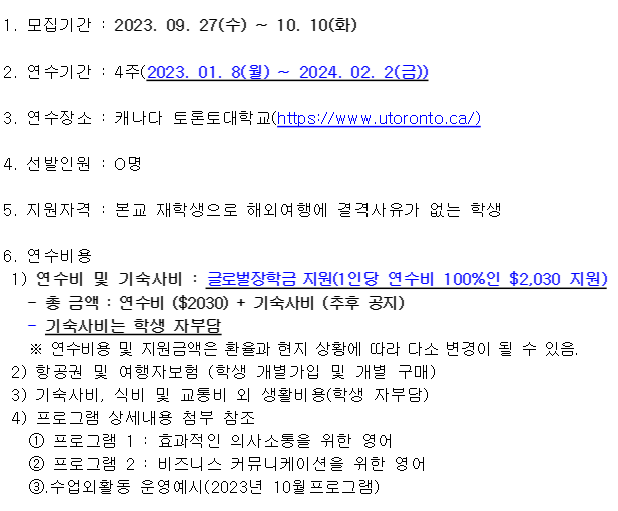 1. 모집기간 : 2023. 09. 27(수) ~ 10. 10(화)
2. 연수기간 : 4주(2023. 01. 8(월) ~ 2024. 02. 2(금))
3. 연수장소 : 캐나다 토론토대학교(https://www.utoronto.ca/)
4. 선발인원 : O명
5. 지원자격 : 본교 재학생으로 해외여행에 결격사유가 없는 학생
6. 연수비용
1) 연수비 및 기숙사비 : 글로벌장학금 지원(1인당 연수비 100%인 $2,030 지원)
- 총 금액 : 연수비 ($2030) + 기숙사비 (추후 공지)
- 기숙사비는 학생 자부담
※ 연수비용 및 지원금액은 환율과 현지 상황에 따라 다소 변경이 될 수 있음.
2) 항공권 및 여행자보험 (학생 개별가입 및 개별 구매)
3) 기숙사비, 식비 및 교통비 외 생활비용(학생 자부담)
4) 프로그램 상세내용 첨부 참조
① 프로그램 1 : 효과적인 의사소통을 위한 영어
② 프로그램 2 : 비즈니스 커뮤니케이션을 위한 영어
③.수업외활동 운영예시(2023년 10월프로그램)